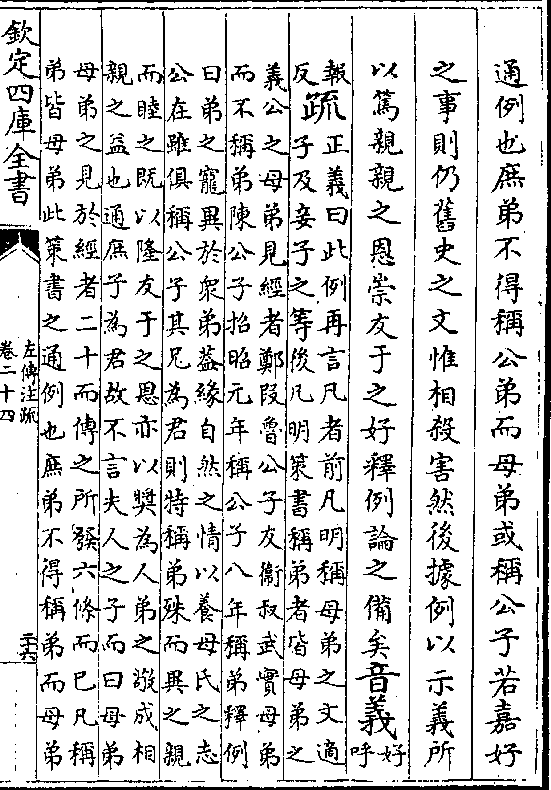 通例也庶弟不得稱公弟而母弟或稱公子若嘉好
之事則仍舊史之文惟相殺害然後據例以示義所
以篤親親之恩崇友于之好釋例論之備矣音義好呼
報反疏正義曰此例再言凡者前凡明稱母弟之文適
子及妾子之等後凡明策書稱弟者皆母弟之
義公之母弟見經者鄭段魯公子友衞叔武實母弟
而不稱弟陳公子招昭元年稱公子八年稱弟釋例
曰弟之寵異於衆弟葢緣自然之情以養母氏之志
公在雖俱稱公子其兄為君則特稱弟殊而異之親
而睦之既以隆友于之恩亦以奬為人弟之敬成相
親之益也通庶子為君故不言夫人之子而曰母弟
母弟之見於經者二十而傳之所發六條而已凡稱
弟皆母弟此策書之通例也庶弟不得稱弟而母弟
欽定四庫全書
左傳注疏
卷二十四